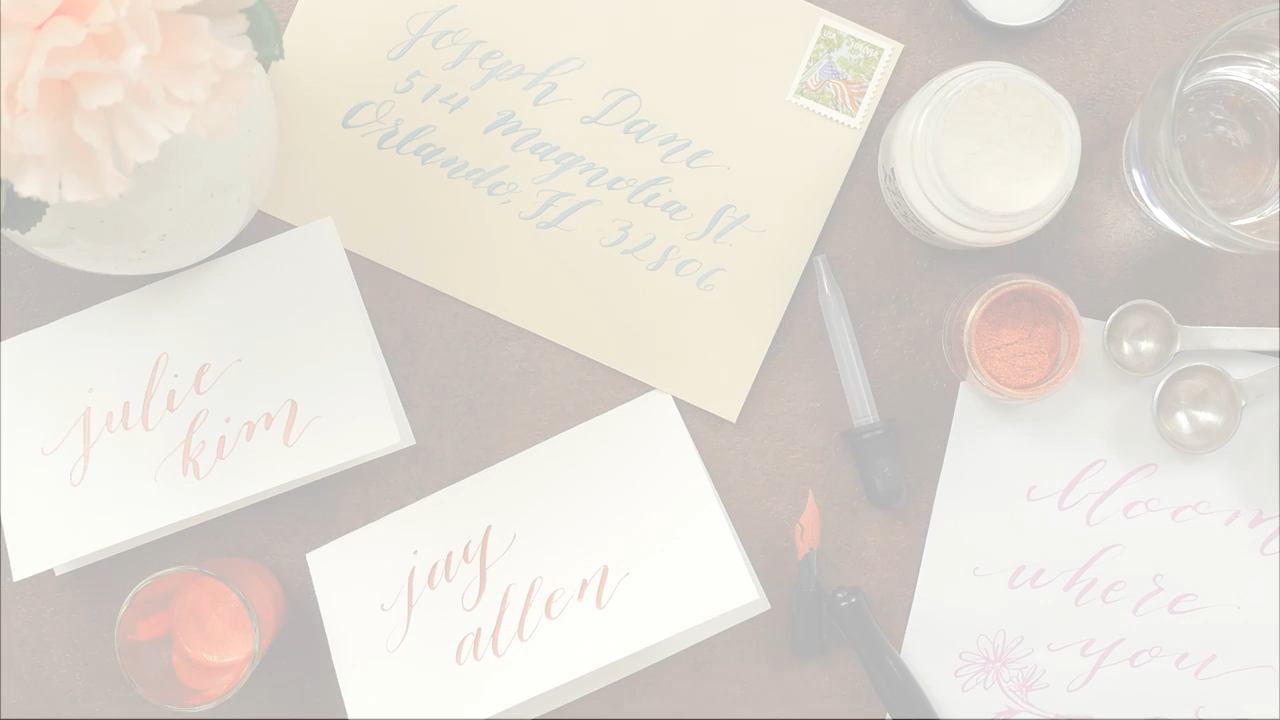 Joseph Dane
514 Magnolia St.
Orlando, FL 32806
julie
kim
jay
allen
bloom
where
you